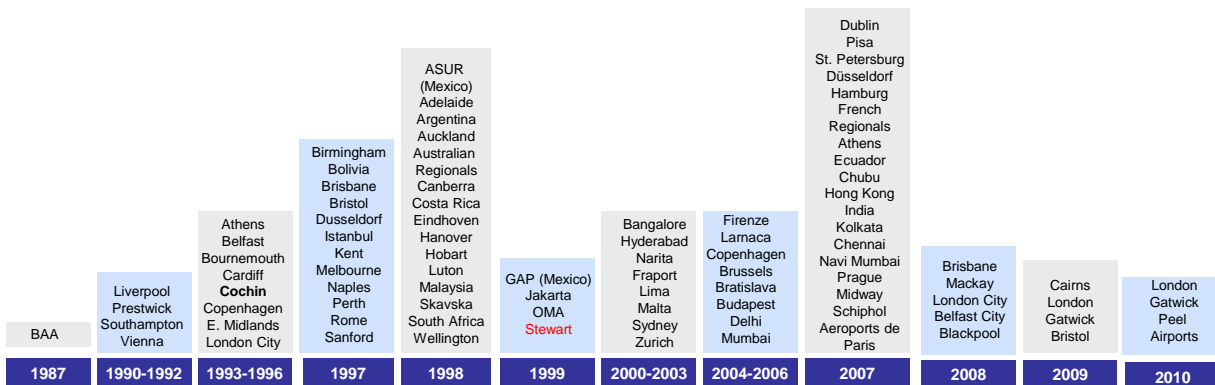 BAA
1987
Liverpool
Prestwick
Southampton
Vienna
1990-1992
Athens
Belfast
Bournemouth
Cardiff
Cochin
Copenhagen
E. Midlands
London City
1993-1996
Birmingham
Bolivia
Brisbane
Bristol
Dusseldorf
Istanbul
Kent
Melbourne
Naples
Perth
Rome
Sanford
1997
ASUR
(Mexico)
Adelaide
Argentina
Auckland
Australian
Regionals
Canberra
Costa Rica
Eindhoven
Hanover
Hobart
Luton
Malaysia
Skavska
South Africa
Wellington
1998
GAP (Mexico)
Jakarta
OMA
Stewart
1999
Bangalore
Hyderabad
Narita
Fraport
Lima
Malta
Sydney
Zurich
2000-2003
Firenze
Larnaca
Copenhagen
Brussels
Bratislava
Budapest
Delhi
Mumbai
2004-2006
Dublin
Pisa
St. Petersburg
Düsseldorf
Hamburg
French
Regionals
Athens
Ecuador
Chubu
Hong Kong
India
Kolkata
Chennai
Navi Mumbai
Prague
Midway
Schiphol
Aeroports de
Paris
2007
Brisbane
Mackay
London City
Belfast City
Blackpool
2008
Cairns
London
Gatwick
Bristol
2009
London
Gatwick
Peel
Airports
2010